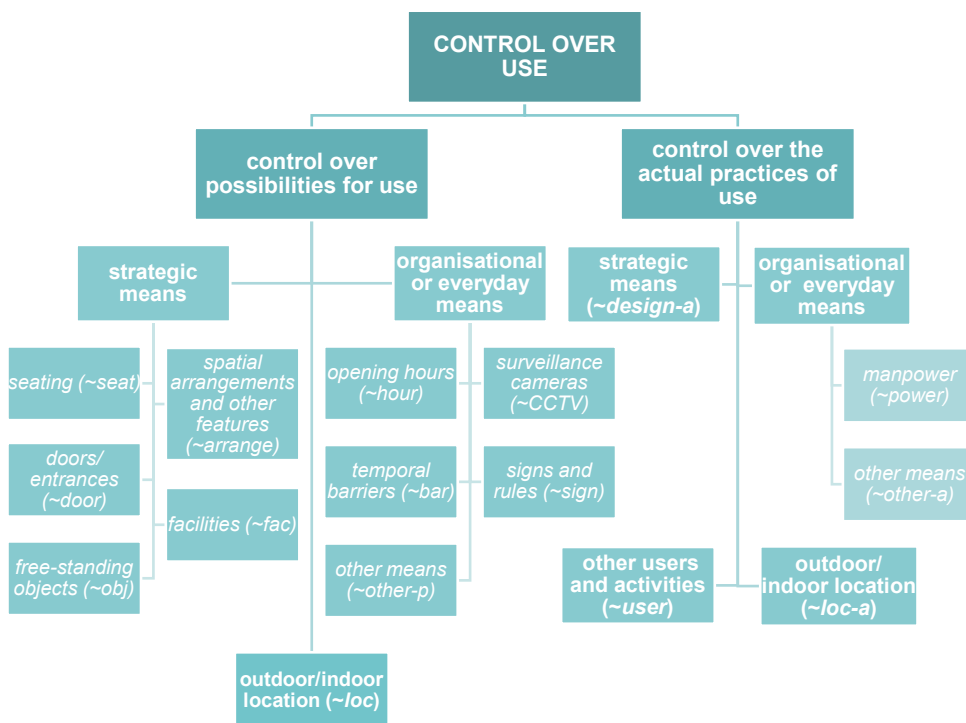 CONTROL OVER
USE
control over
possibilities for use
control over the
actual practices of
use
strategic
means
organisational
or everyday
means
strategic
means
(~design-a)
organisational
or everyday
means
seating (~seat)
spatial
arrangements
and other
features
(~arrange)
doors/
entrances
(~door)
facilities (~fac)
free-standing
objects (~obj)
opening hours
(~hour)
surveillance
cameras
(~CCTV)
temporal
barriers (~bar)
signs and
rules (~sign)
other means
(~other-p)
manpower
(~power)
other means
(~other-a)
other users
and activities
(~user)
outdoor/
indoor location
(~loc-a)
outdoor/indoor
location (~loc)